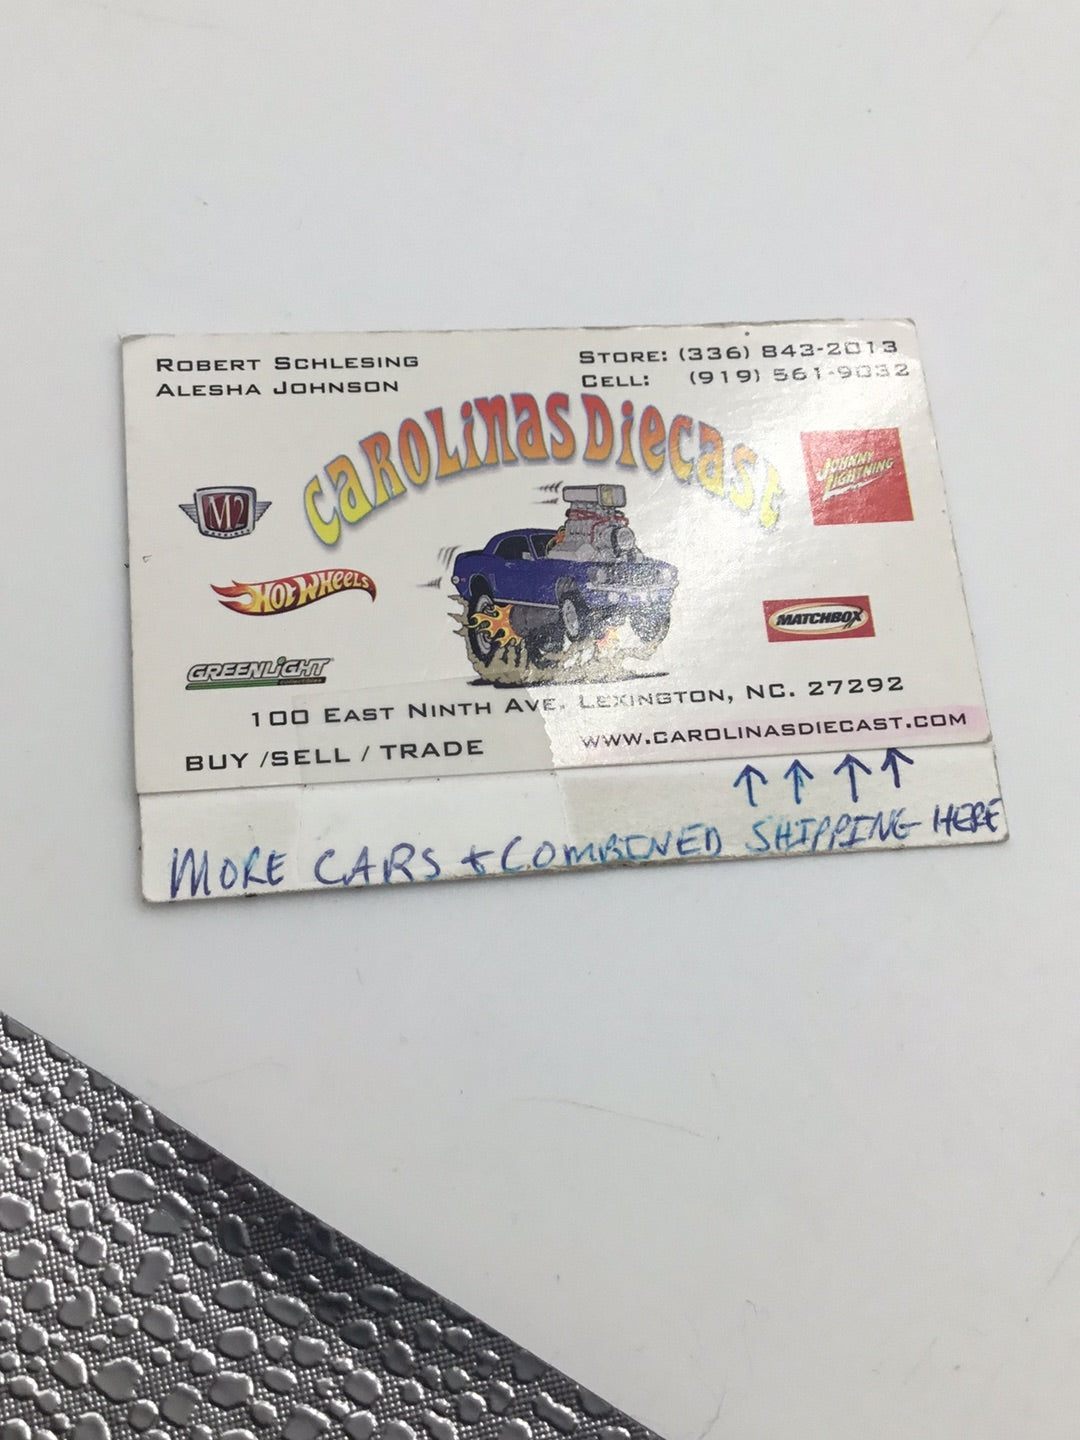 ROBERT SCHLESING
ALESHA JOHNSON
STORE: (336) 843-2013
CELL: (919) 561-9032
CAROLINAS DIECAST
M2
JOHNNY LIGHTNING
HOT WHEELS
MATCHBOX
GREENLIGHT
collectibles
100 EAST NINTH AVE. LEXINGTON, NC. 27292
BUY /SELL / TRADE
WWW.CAROLINASDIECAST.COM
↑ ↑ ↑ ↑
MORE CARS + COMBINED SHIPPING HERE